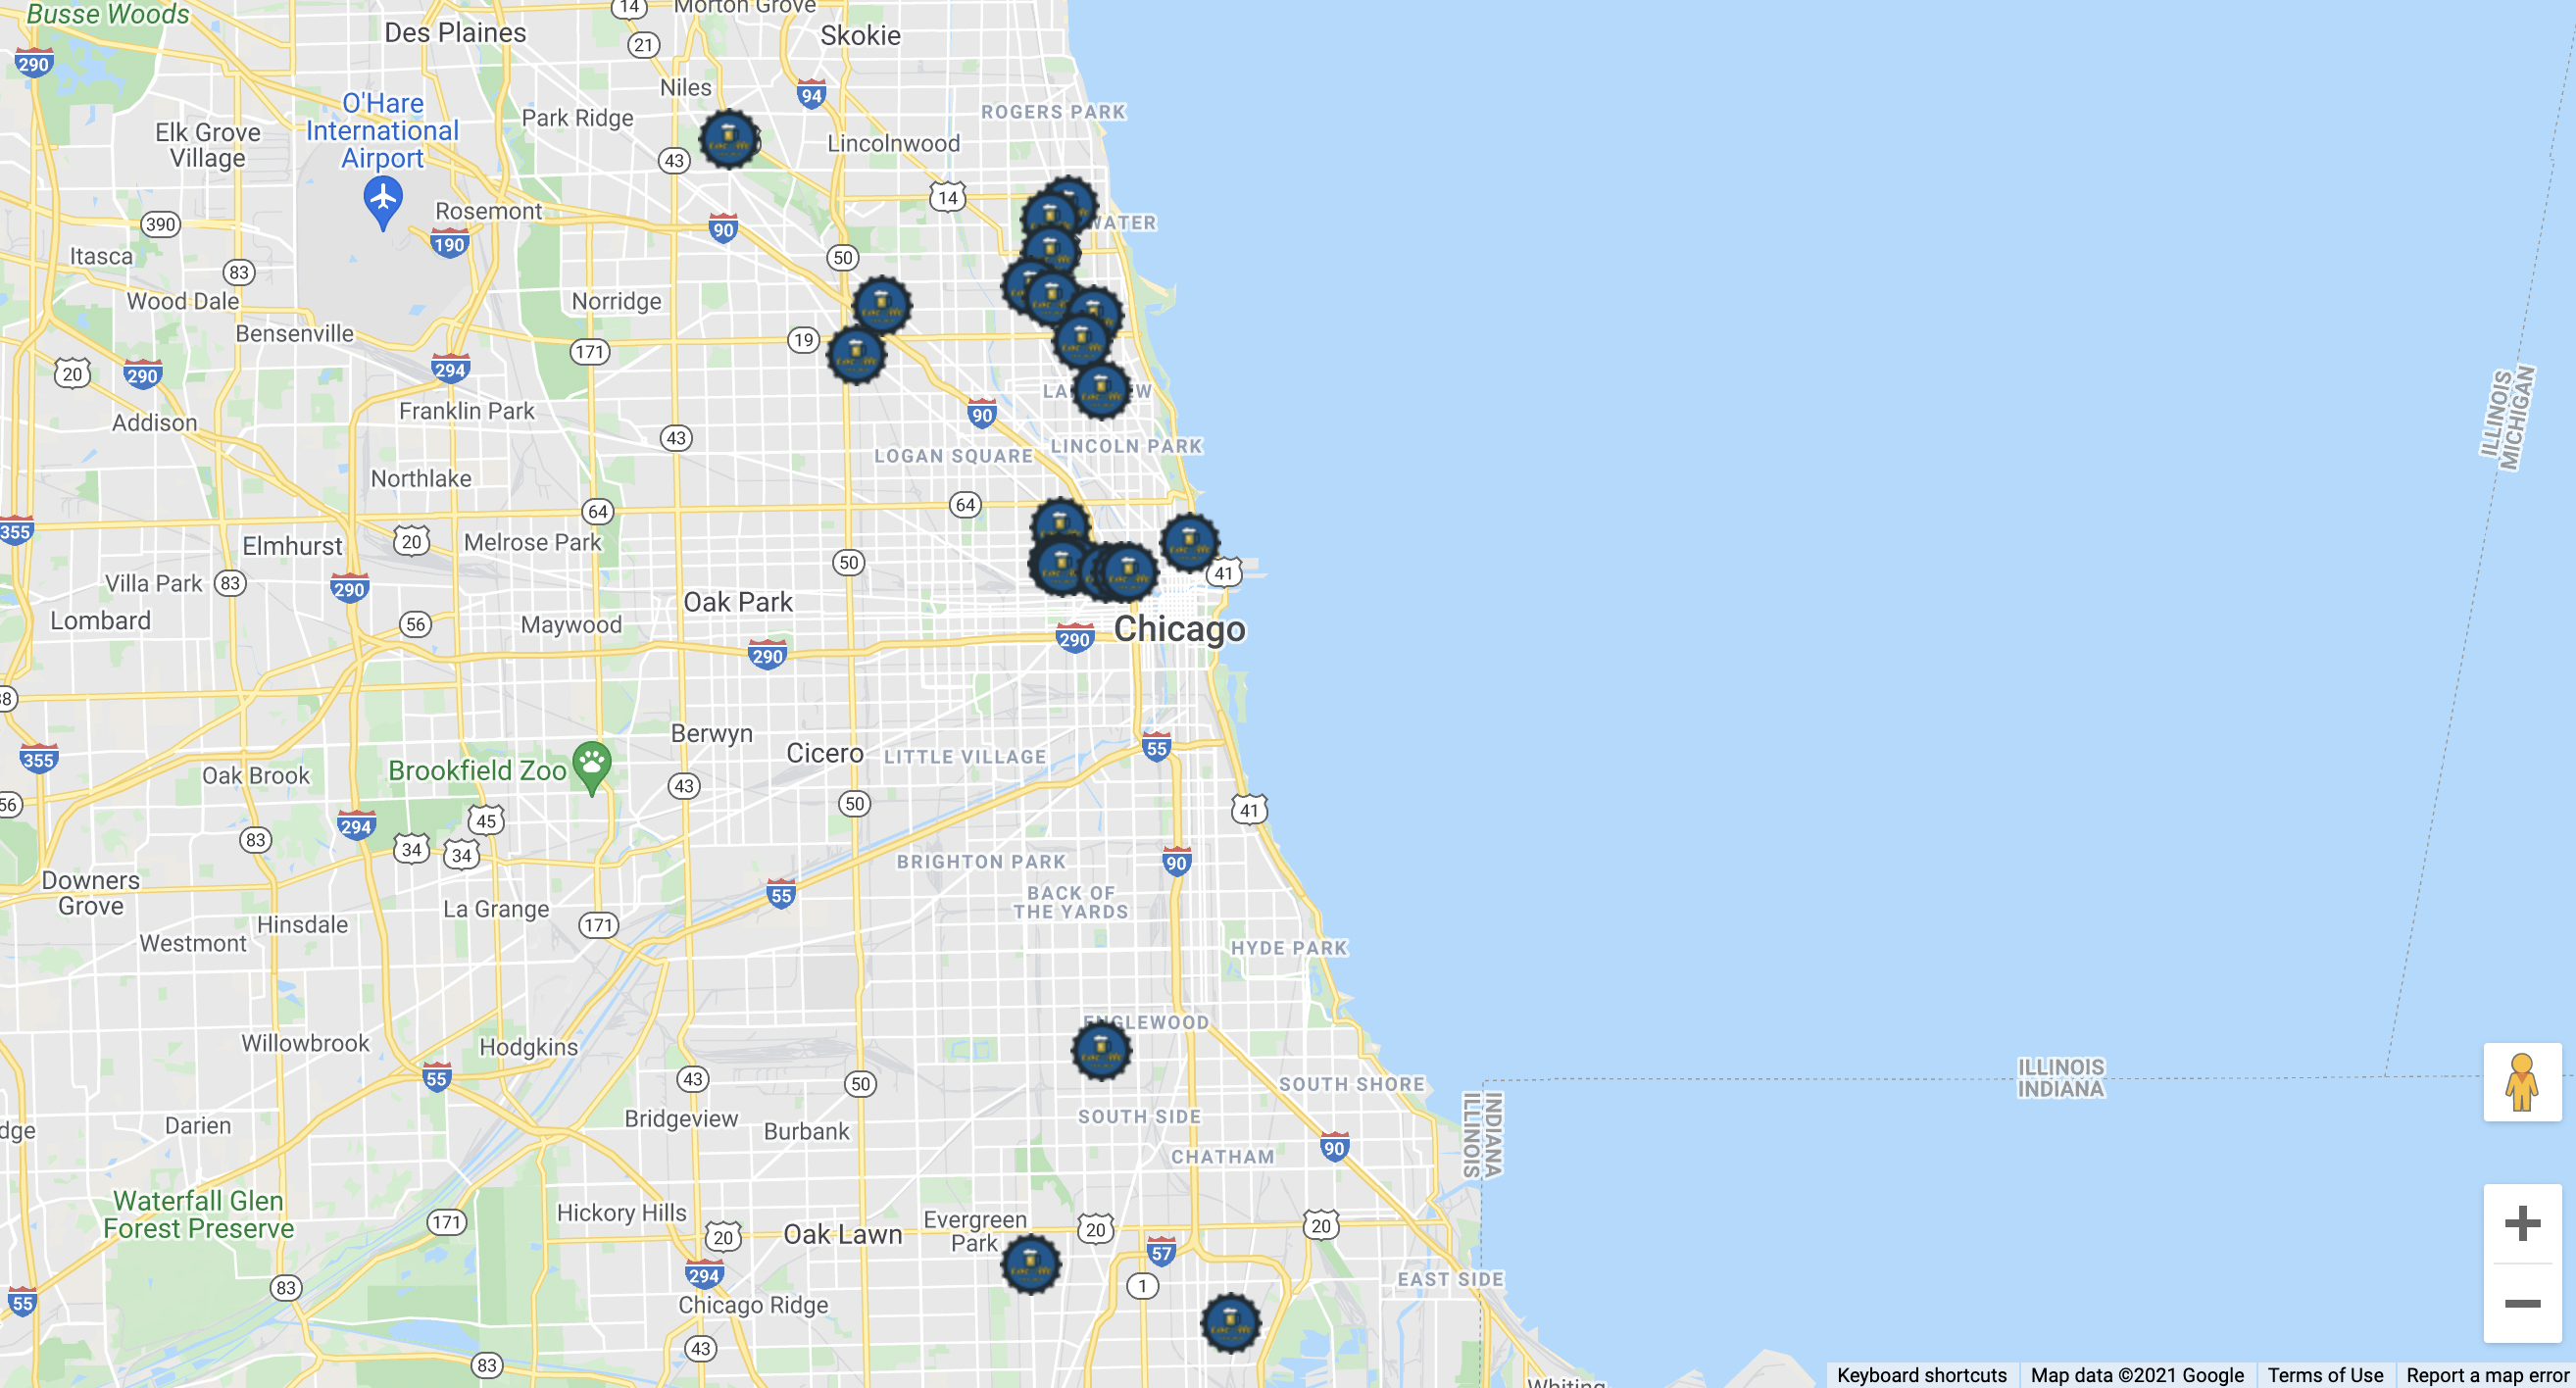 Busse Woods
14
Morton Grove
Des Plaines
21
Skokie
290
Niles
94
O'Hare
International
Airport
ROGERS PARK
Park Ridge
Elk Grove
Village
Lincolnwood
43
14
Rosemont
390
90
WATER
190
Itasca
83
50
Wood Dale
Norridge
Bensenville
19
171
20
290
294
LA
EW
Franklin Park
90
Addison
43
LINCOLN PARK
LOGAN SQUARE
Northlake
64
64
355
20
Melrose Park
Elmhurst
50
41
Villa Park
83
290
Oak Park
Lombard
56
Maywood
Chicago
290
290
38
Berwyn
55
Cicero
LITTLE VILLAGE
355
Oak Brook
Brookfield Zoo
43
56
50
41
294
45
83
34
34
BRIGHTON PARK
90
Downers
Grove
55
BACK OF
THE YARDS
La Grange
Hinsdale
171
Westmont
HYDE PARK
ENGLEWOOD
Willowbrook
Hodgkins
55
43
50
SOUTH SHORE
ILLINOIS
INDIANA
ILLINOIS
MICHIGAN
INDIANA
ILLINOIS
Bridgeview
SOUTH SIDE
dge
Darien
Burbank
90
CHATHAM
Waterfall Glen
Forest Preserve
171
Hickory Hills
20
Oak Lawn
Evergreen
Park
20
20
57
294
EAST SIDE
83
1
55
Chicago Ridge
43
83
Whiting
Keyboard shortcuts
Map data ©2021 Google
Terms of Use
Report a map error